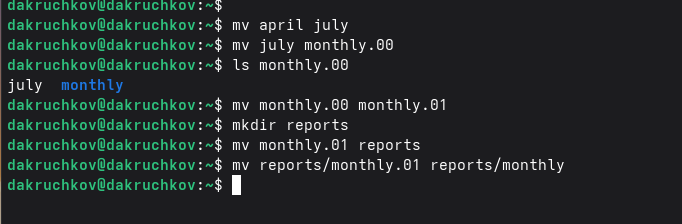 dakruchkov@dakruchkov:~$
dakruchkov@dakruchkov:~$ mv april july
dakruchkov@dakruchkov:~$ mv july monthly.00
dakruchkov@dakruchkov:~$ ls monthly.00
july  monthly
dakruchkov@dakruchkov:~$ mv monthly.00 monthly.01
dakruchkov@dakruchkov:~$ mkdir reports
dakruchkov@dakruchkov:~$ mv monthly.01 reports
dakruchkov@dakruchkov:~$ mv reports/monthly.01 reports/monthly
dakruchkov@dakruchkov:~$